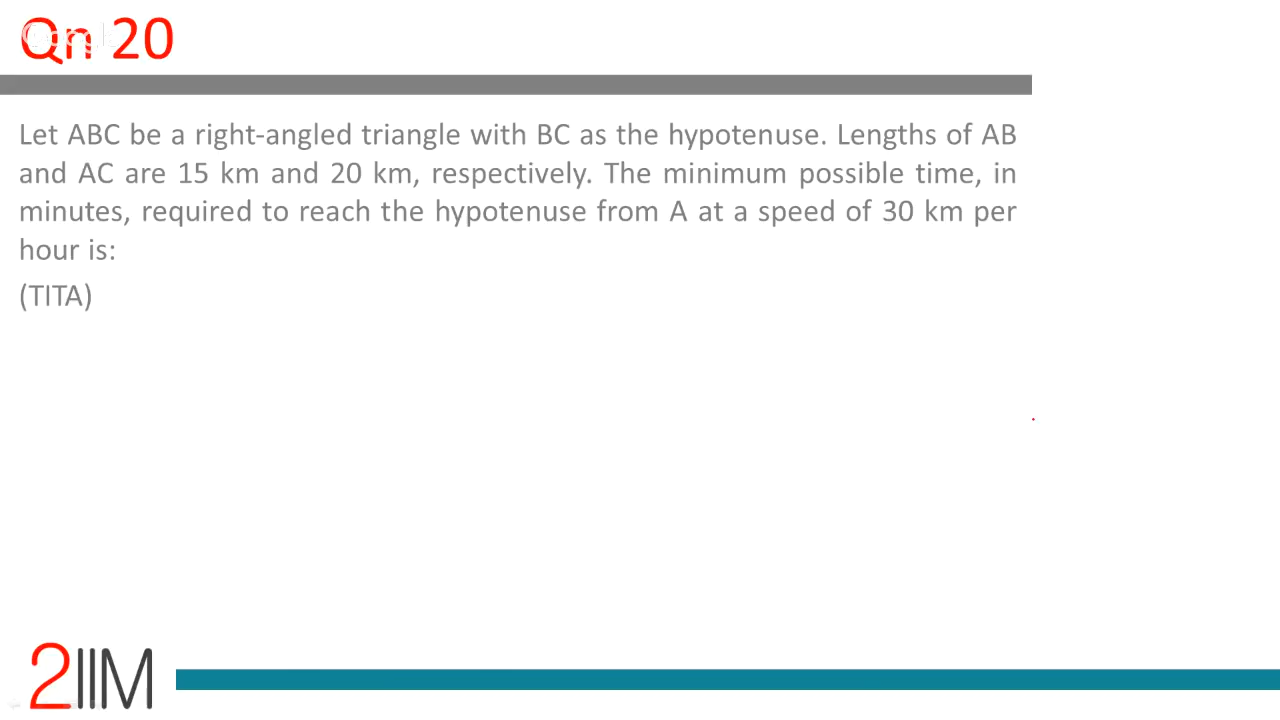 Qn 20
Let ABC be a right-angled triangle with BC as the hypotenuse. Lengths of AB
and AC are 15 km and 20 km, respectively. The minimum possible time, in
minutes, required to reach the hypotenuse from A at a speed of 30 km per
hour is:
(TITA)
2IIM